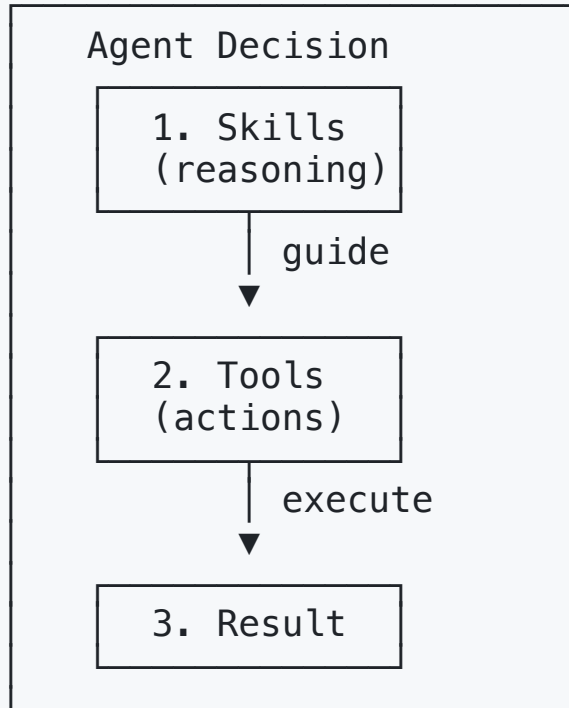 Agent Decision
1. Skills
(reasoning)
guide
2. Tools
(actions)
execute
3. Result